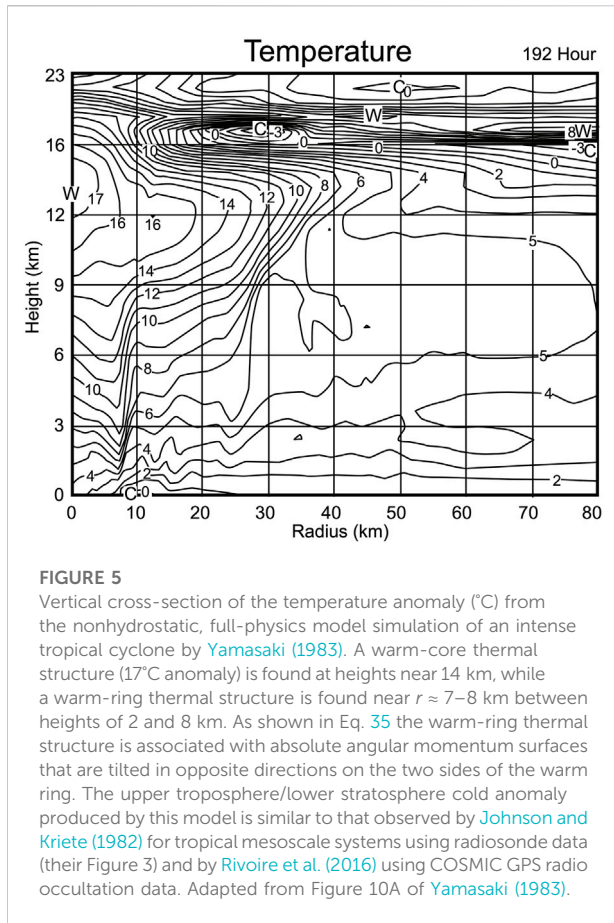 Temperature
192 Hour
23
C 0
W
C -3
0
0
0
8W
-3C
16
10
0
17
W
14
12
10
8
6
4
2
12
16
16
5
14
9
12
10
6
8
5
10
6
4
3
4
4
2
2
0
C 0
0 10 20 30 40 50 60 70 80
Height (km)
Radius (km)
FIGURE 5
Vertical cross-section of the temperature anomaly (°C) from
the nonhydrostatic, full-physics model simulation of an intense
tropical cyclone by Yamasaki (1983). A warm-core thermal
structure (17°C anomaly) is found at heights near 14 km, while
a warm-ring thermal structure is found near r ≈ 7–8 km between
heights of 2 and 8 km. As shown in Eq. 35 the warm-ring thermal
structure is associated with absolute angular momentum surfaces
that are tilted in opposite directions on the two sides of the warm
ring. The upper troposphere/lower stratosphere cold anomaly
produced by this model is similar to that observed by Johnson and
Kriete (1982) for tropical mesoscale systems using radiosonde data
(their Figure 3) and by Rivoire et al. (2016) using COSMIC GPS radio
occultation data. Adapted from Figure 10A of Yamasaki (1983).